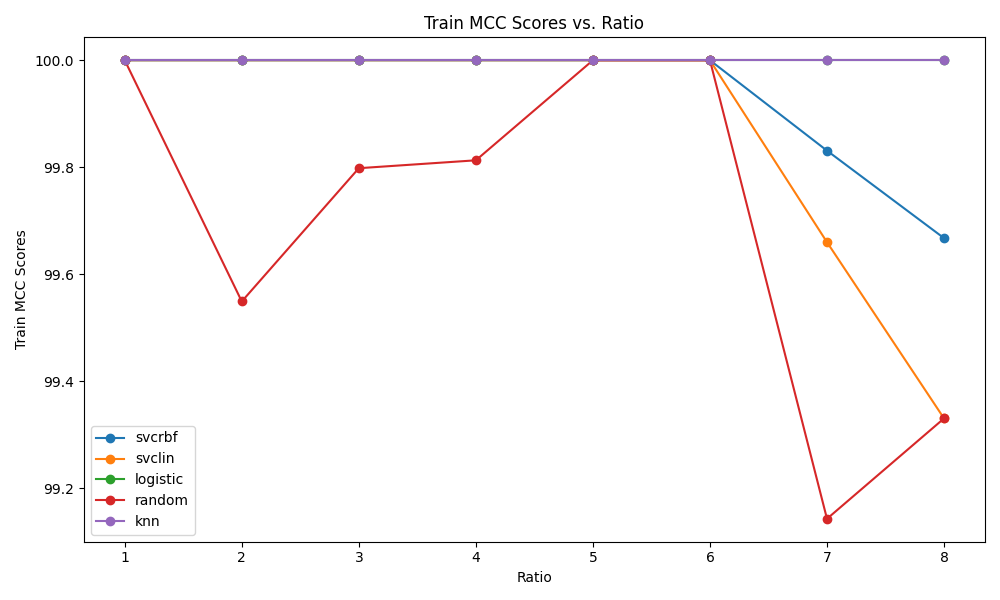 Train MCC Scores vs. Ratio
Train MCC Scores
100.0
99.8
99.6
99.4
99.2
svcrbf
svclin
logistic
random
knn
1 2 3 4 5 6 7 8
Ratio